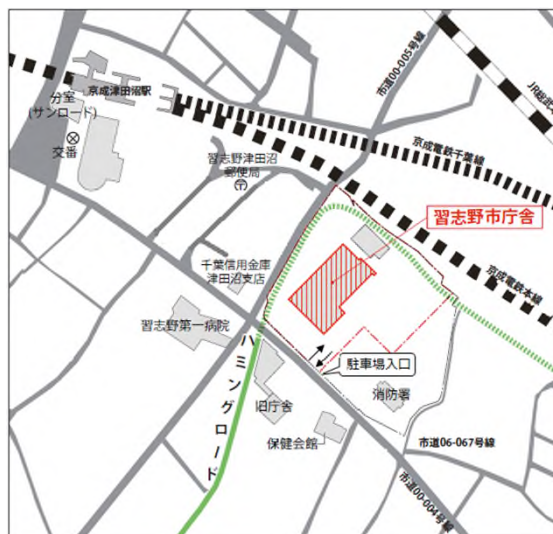 市道00-005号線
JR総武
京成津田沼駅
分室
(サンロード)
交番
京成電鉄千葉線
習志野津田沼
郵便局
習志野市庁舎
京成電鉄本線
千葉信用金庫
津田沼支店
習志野第一病院
ハミングロード
駐車場入口
旧庁舎
消防署
保健会館
市道06-067号線
市道00-004号線